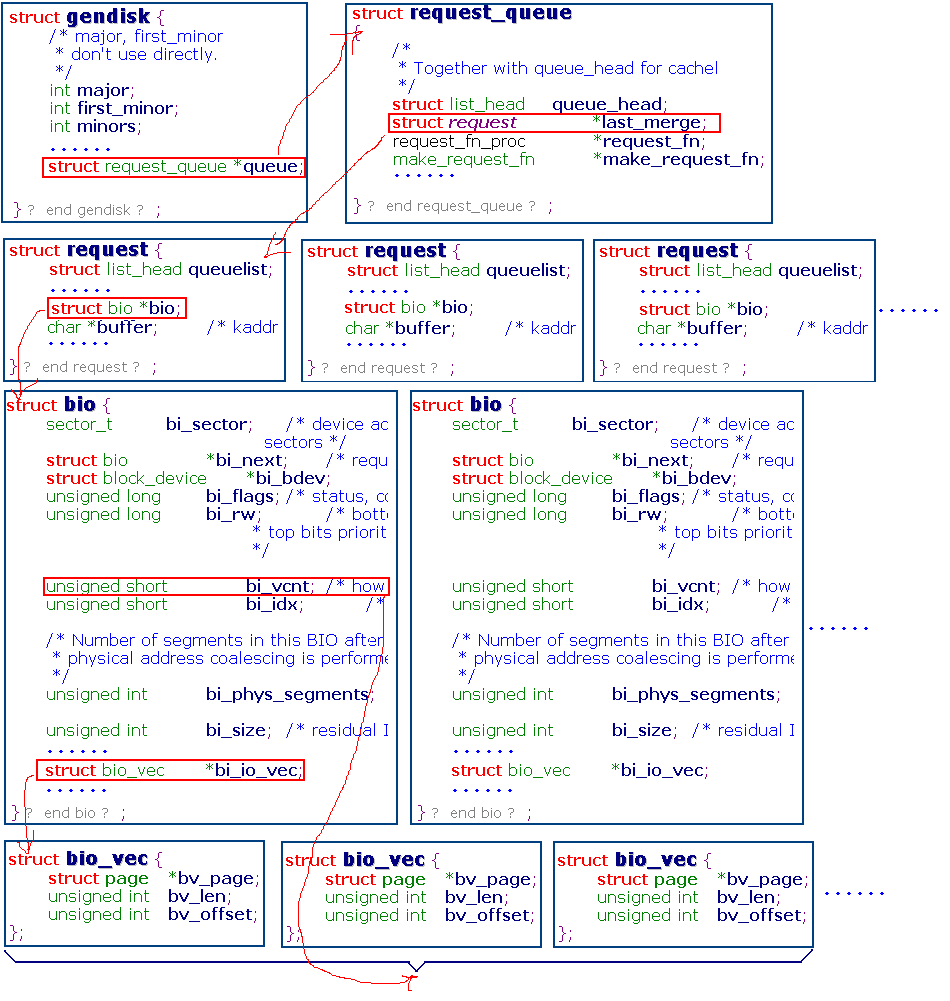 struct gendisk {
/* major, first_minor
* don't use directly.
*/
int major;
int first_minor;
int minors;
......
struct request_queue *queue;
} ? end gendisk ? ;
struct request_queue
{
/*
* Together with queue_head for cachel
*/
struct list_head queue_head;
struct request *last_merge;
request_fn_proc *request_fn;
make_request_fn *make_request_fn;
......
} ? end request_queue ? ;
struct request {
struct list_head queuelist;
......
struct bio *bio;
char *buffer; /* kaddr
......
} ? end request ? ;
struct request {
struct list_head queuelist;
......
struct bio *bio;
char *buffer; /* kaddr
......
} ? end request ? ;
struct request {
struct list_head queuelist;
......
struct bio *bio;
char *buffer; /* kaddr
......
} ? end request ? ;
......
struct bio {
sector_t bi_sector; /* device ad
sectors */
struct bio *bi_next; /* requ
struct block_device *bi_bdev;
unsigned long bi_flags; /* status, co
unsigned long bi_rw; /* botto
* top bits priorit
*/
unsigned short bi_vcnt; /* how
unsigned short bi_idx; /*
/* Number of segments in this BIO after
* physical address coalescing is performe
*/
unsigned int bi_phys_segments;
unsigned int bi_size; /* residual I
......
struct bio_vec *bi_io_vec;
......
} ? end bio ? ;
struct bio {
sector_t bi_sector; /* device ad
sectors */
struct bio *bi_next; /* requ
struct block_device *bi_bdev;
unsigned long bi_flags; /* status, co
unsigned long bi_rw; /* botto
* top bits priorit
*/
unsigned short bi_vcnt; /* how
unsigned short bi_idx; /*
/* Number of segments in this BIO after
* physical address coalescing is performe
*/
unsigned int bi_phys_segments;
unsigned int bi_size; /* residual I
......
struct bio_vec *bi_io_vec;
......
} ? end bio ? ;
......
struct bio_vec {
struct page *bv_page;
unsigned int bv_len;
unsigned int bv_offset;
};
struct bio_vec {
struct page *bv_page;
unsigned int bv_len;
unsigned int bv_offset;
};
struct bio_vec {
struct page *bv_page;
unsigned int bv_len;
unsigned int bv_offset;
};
......